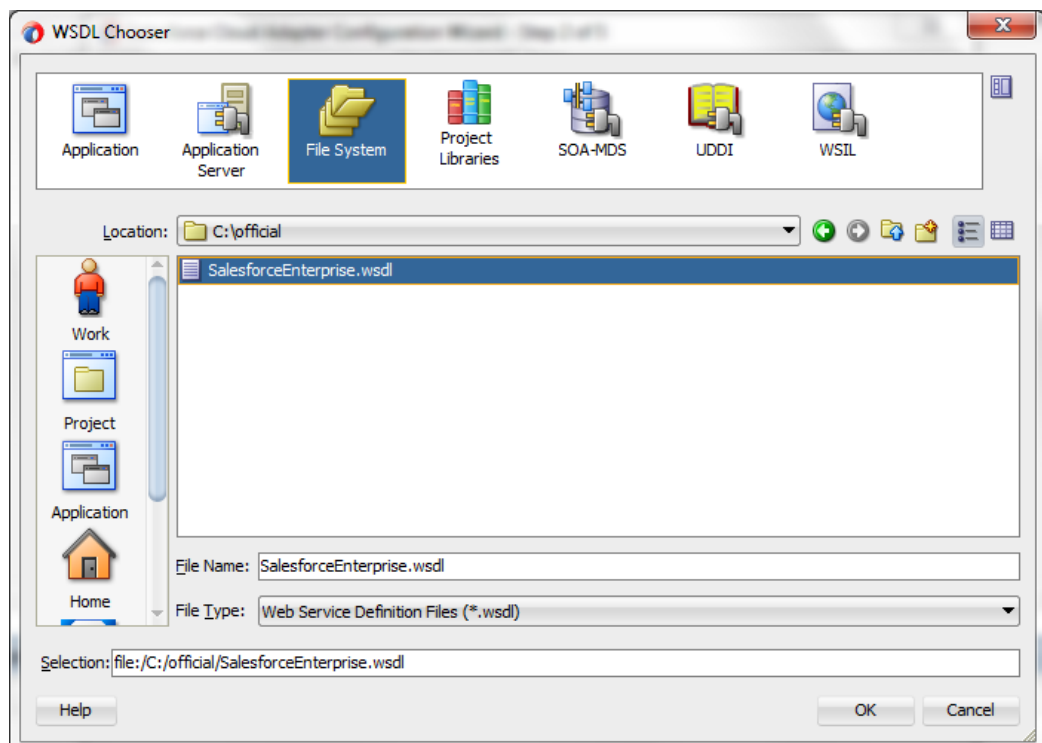 WSDL Chooser
Application
Application Server
File System
Project Libraries
SOA-MDS
UDDI
WSIL
Location: C:\official
SalesforceEnterprise.wsdl
Work
Project
Application
Home
File Name: SalesforceEnterprise.wsdl
File Type: Web Service Definition Files (*.wsdl)
Selection: file:/C:/official/SalesforceEnterprise.wsdl
Help
OK
Cancel